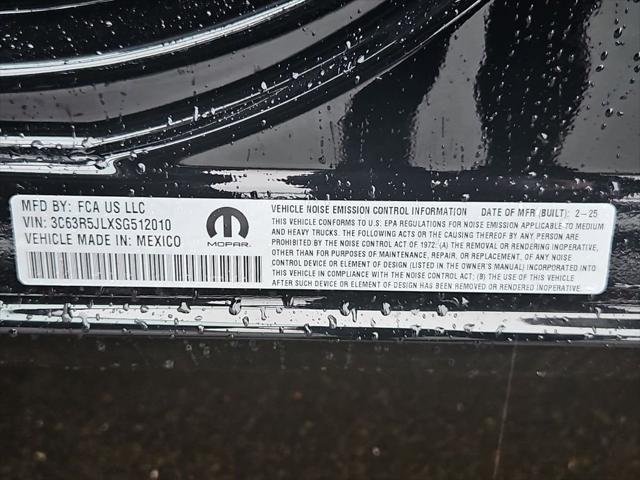 MFD BY: FCA US LLC
VIN: 3C63R5JLXSG512010
VEHICLE MADE IN: MEXICO
MOPAR
VEHICLE NOISE EMISSION CONTROL INFORMATION DATE OF MFR (BUILT): 2-25
THIS VEHICLE CONFORMS TO U.S. EPA REGULATIONS FOR NOISE EMISSION APPLICABLE TO MEDIUM
AND HEAVY TRUCKS. THE FOLLOWING ACTS OR THE CAUSING THEREOF BY ANY PERSON ARE
PROHIBITED BY THE NOISE CONTROL ACT OF 1972: (A) THE REMOVAL OR RENDERING INOPERATIVE,
OTHER THAN FOR PURPOSES OF MAINTENANCE, REPAIR, OR REPLACEMENT, OF ANY NOISE
CONTROL DEVICE OR ELEMENT OF DESIGN (LISTED IN THE OWNER'S MANUAL) INCORPORATED INTO
THIS VEHICLE IN COMPLIANCE WITH THE NOISE CONTROL ACT; (B) THE USE OF THIS VEHICLE
AFTER SUCH DEVICE OR ELEMENT OF DESIGN HAS BEEN REMOVED OR RENDERED INOPERATIVE.